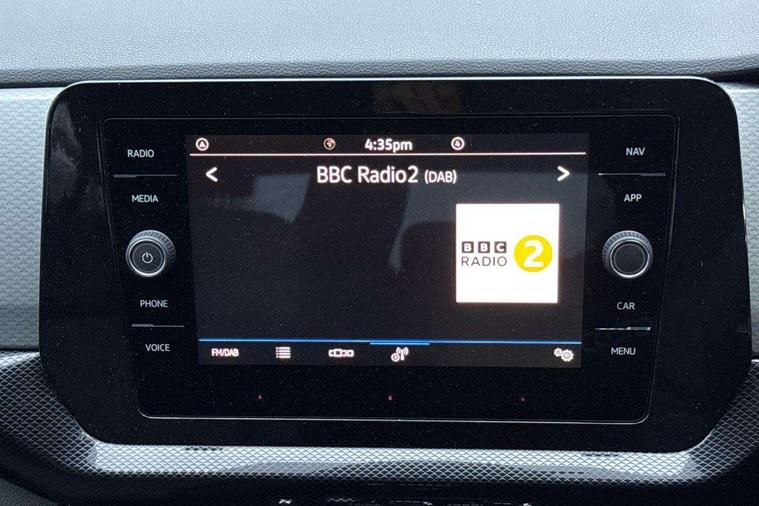 4:35pm
RADIO
NAV
BBC Radio2 (DAB)
MEDIA
APP
BBC
RADIO
2
PHONE
CAR
VOICE
FM/DAB
MENU